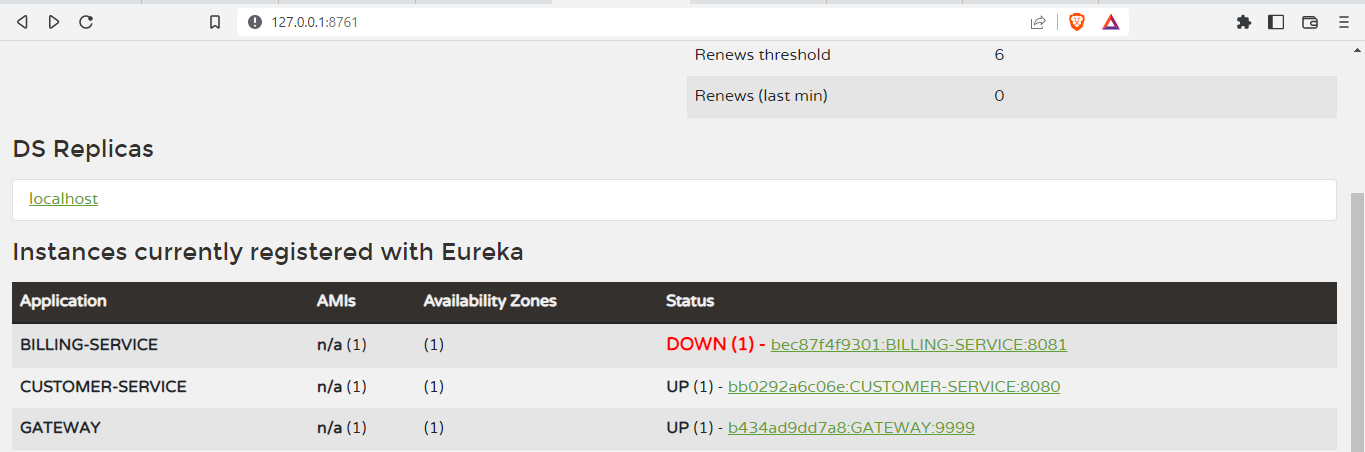 127.0.0.1:8761
Renews threshold 6
Renews (last min) 0
DS Replicas
localhost
Instances currently registered with Eureka
Application AMIs Availability Zones Status
BILLING-SERVICE n/a (1) (1) DOWN (1) - bec87f4f9301:BILLING-SERVICE:8081
CUSTOMER-SERVICE n/a (1) (1) UP (1) - bb0292a6c06e:CUSTOMER-SERVICE:8080
GATEWAY n/a (1) (1) UP (1) - b434ad9dd7a8:GATEWAY:9999